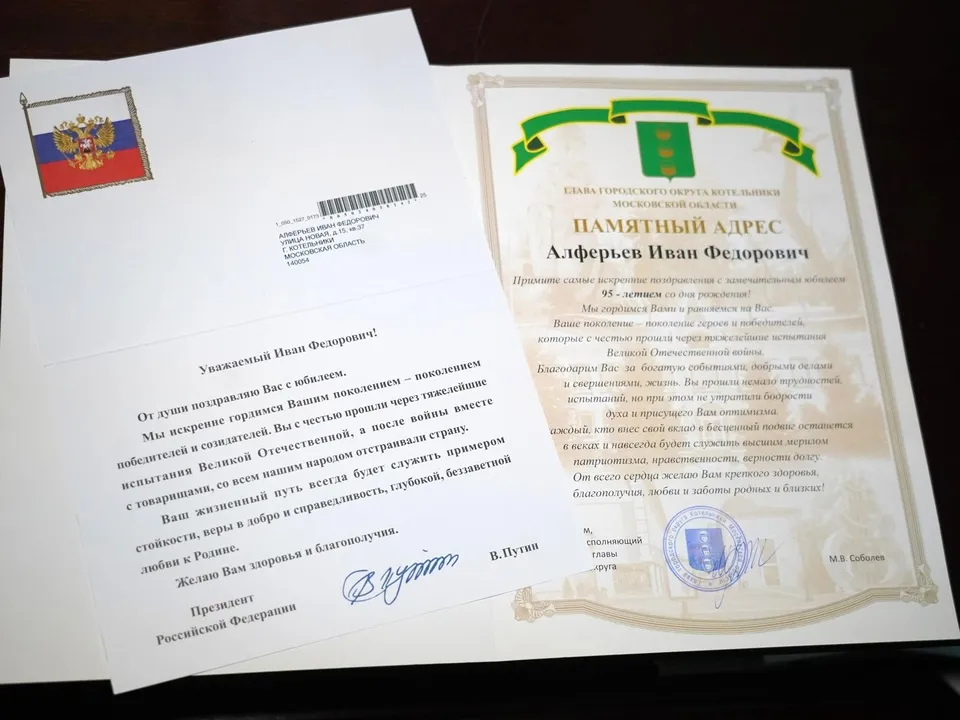 АЛФЕРЬЕВ ИВАН ФЕДОРОВИЧ
УЛИЦА НОВАЯ, д.15, кв.37
Г. КОТЕЛЬНИКИ
МОСКОВСКАЯ ОБЛАСТЬ
140054
Уважаемый Иван Федорович!
От души поздравляю Вас с юбилеем.
Мы искренне гордимся Вашим поколением – поколением
победителей и созидателей. Вы с честью прошли через тяжелейшие
испытания Великой Отечественной, а после войны вместе
с товарищами, со всем нашим народом отстраивали страну.
Ваш жизненный путь всегда будет служить примером
стойкости, веры в добро и справедливость, глубокой, беззаветной
любви к Родине.
Желаю Вам здоровья и благополучия.
Президент
Российской Федерации
В.Путин
ГЛАВА ГОРОДСКОГО ОКРУГА КОТЕЛЬНИКИ
МОСКОВСКОЙ ОБЛАСТИ
ПАМЯТНЫЙ АДРЕС
Алферьев Иван Федорович
Примите самые искренние поздравления с замечательным юбилеем
95 - летием со дня рождения!
Мы гордимся Вами и равняемся на Вас.
Ваше поколение – поколение героев и победителей,
которые с честью прошли через тяжелейшие испытания
Великой Отечественной войны.
Благодарим Вас за богатую событиями, добрыми делами
и свершениями, жизнь. Вы прошли немало трудностей,
испытаний, но при этом не утратили бодрости
духа и присущего Вам оптимизма.
аждый, кто внес свой вклад в бесценный подвиг останется
в веках и навсегда будет служить высшим мерилом
патриотизма, нравственности, верности долгу.
От всего сердца желаю Вам крепкого здоровья,
благополучия, любви и заботы родных и близких!
м,
сполняющий
главы
округа
М.В. Соболев